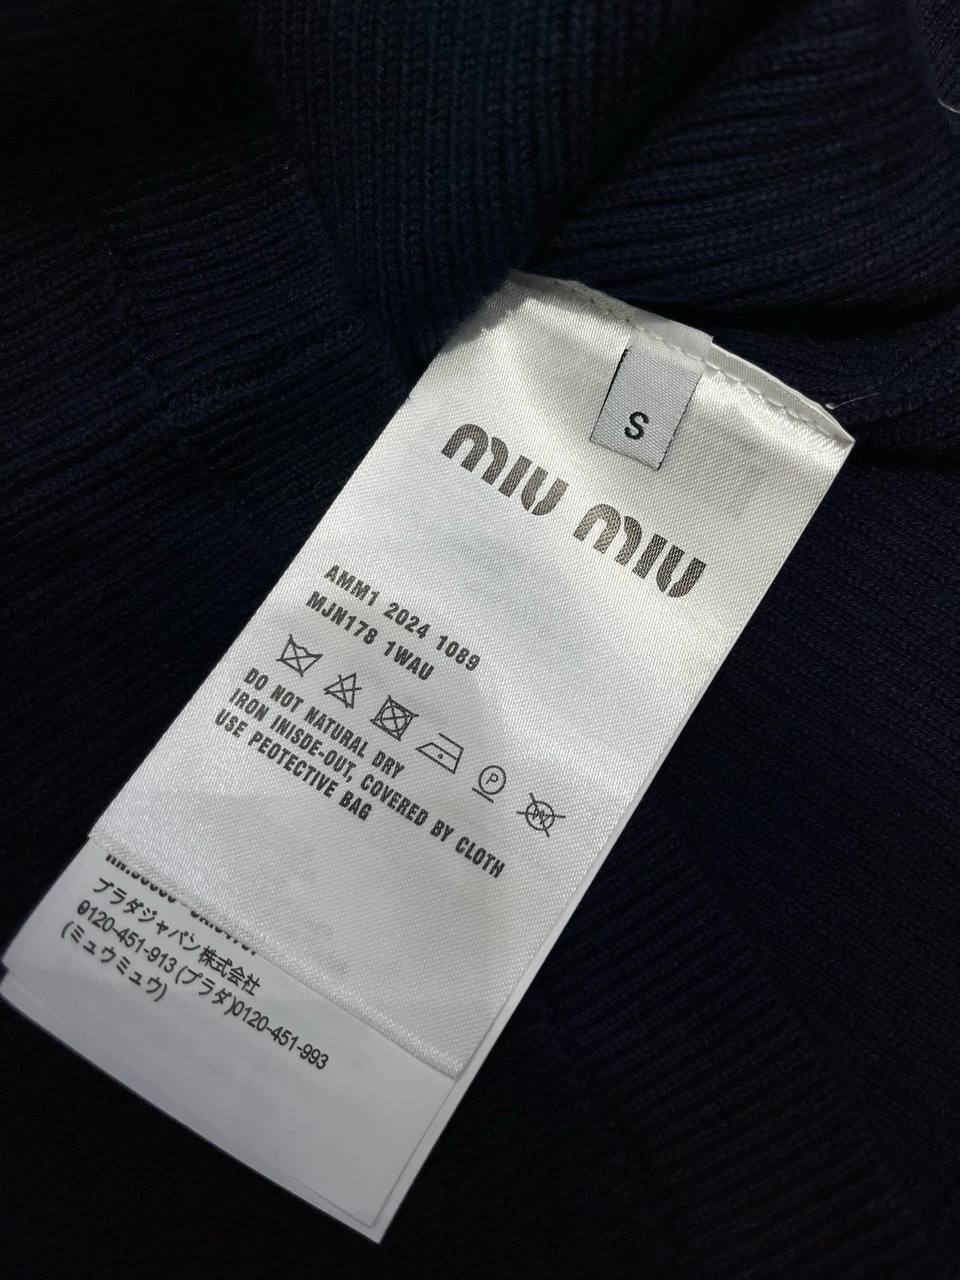 S
MIU MIU
AMM1 2024 1089
MJN178 1WAU
P
W
DO NOT NATURAL DRY
IRON INISDE-OUT, COVERED BY CLOTH
USE PEOTECTIVE BAG
プラダジャパン株式会社
0120-451-913 (プラダ)0120-451-993
(ミュウミュウ)